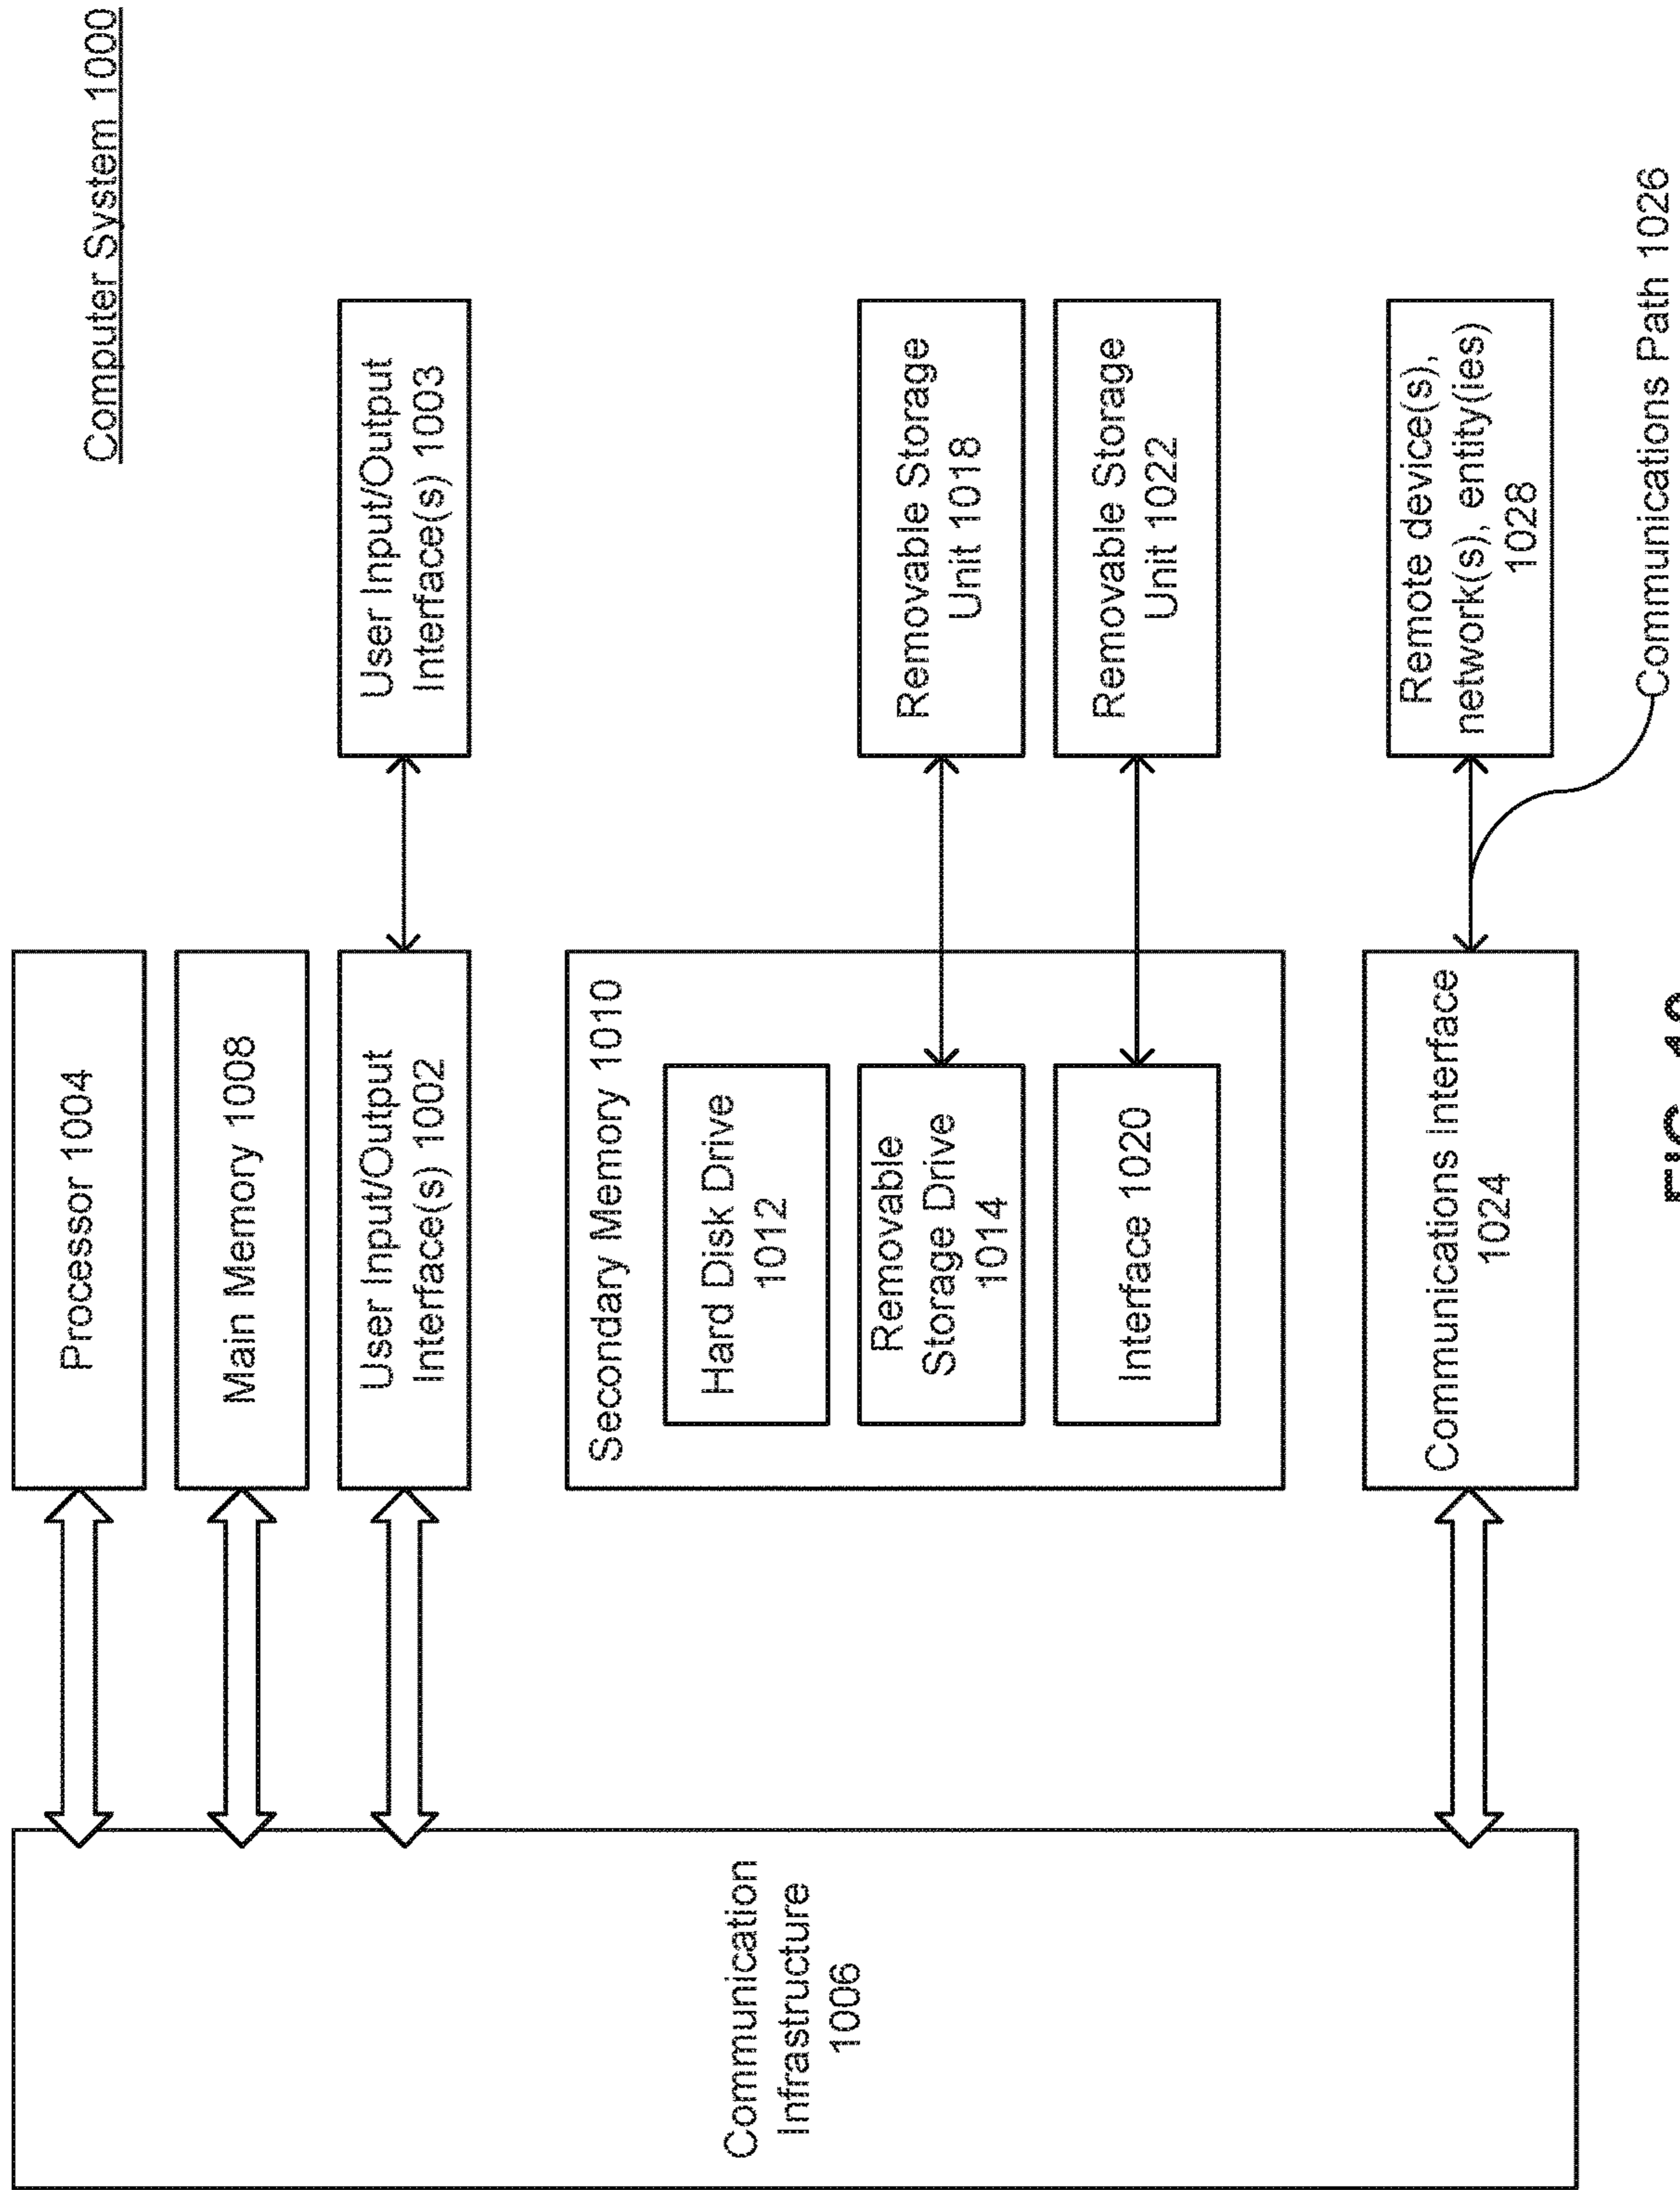 Computer System 1000
Processor 1004
Main Memory 1008
User Input/Output
Interface(s) 1002
User Input/Output
Interface(s) 1003
Communication
Infrastructure
1006
Secondary Memory 1010
Hard Disk Drive
1012
Removable
Storage Drive
1014
Removable Storage
Unit 1018
Interface 1020
Removable Storage
Unit 1022
Communications Interface
1024
Remote device(s),
network(s), entity(ies)
1028
Communications Path 1026